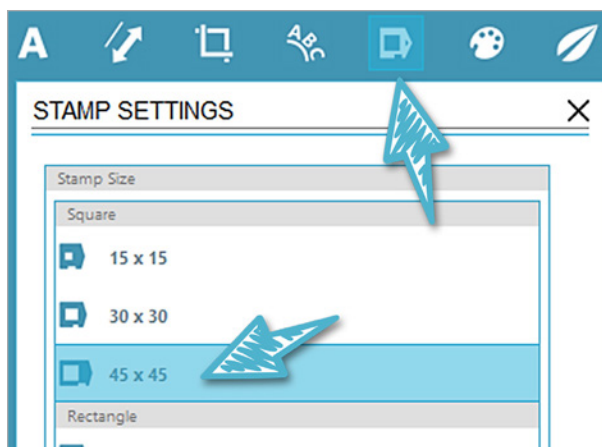 A
ABC
STAMP SETTINGS
Stamp Size
Square
15 x 15
30 x 30
45 x 45
Rectangle